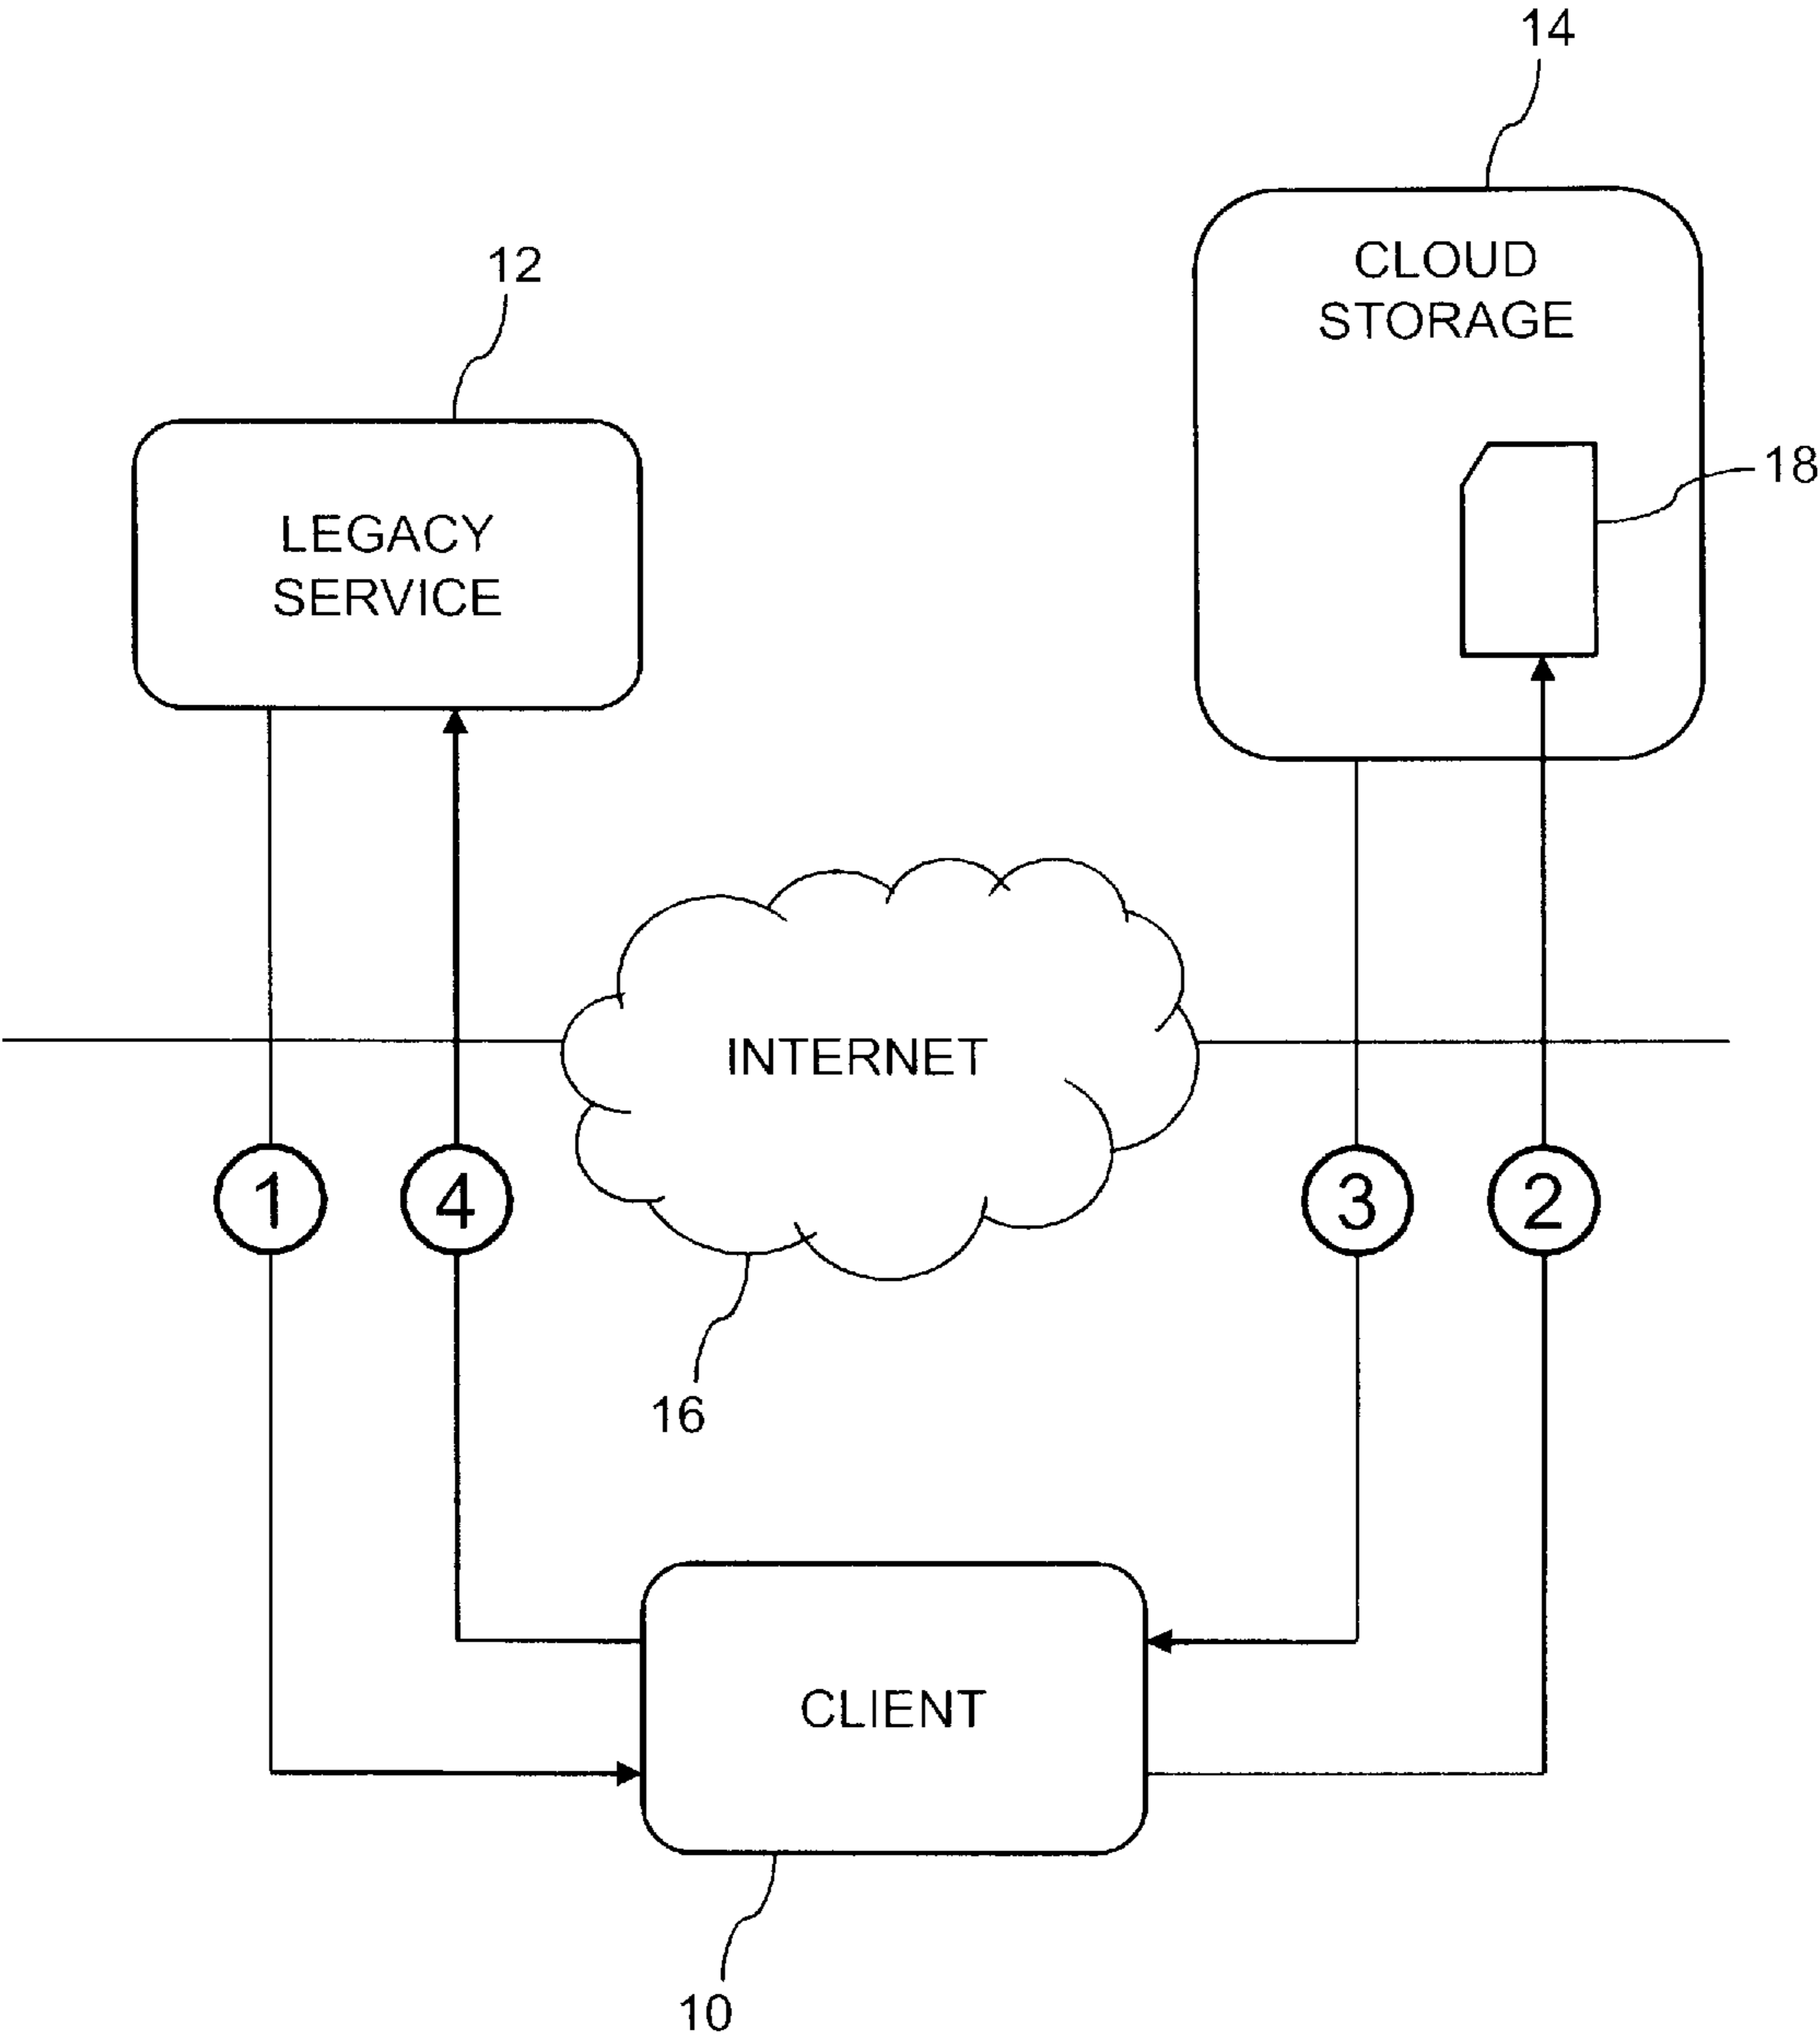 14
12
CLOUD
STORAGE
18
LEGACY
SERVICE
INTERNET
1
4
3
2
16
CLIENT
10